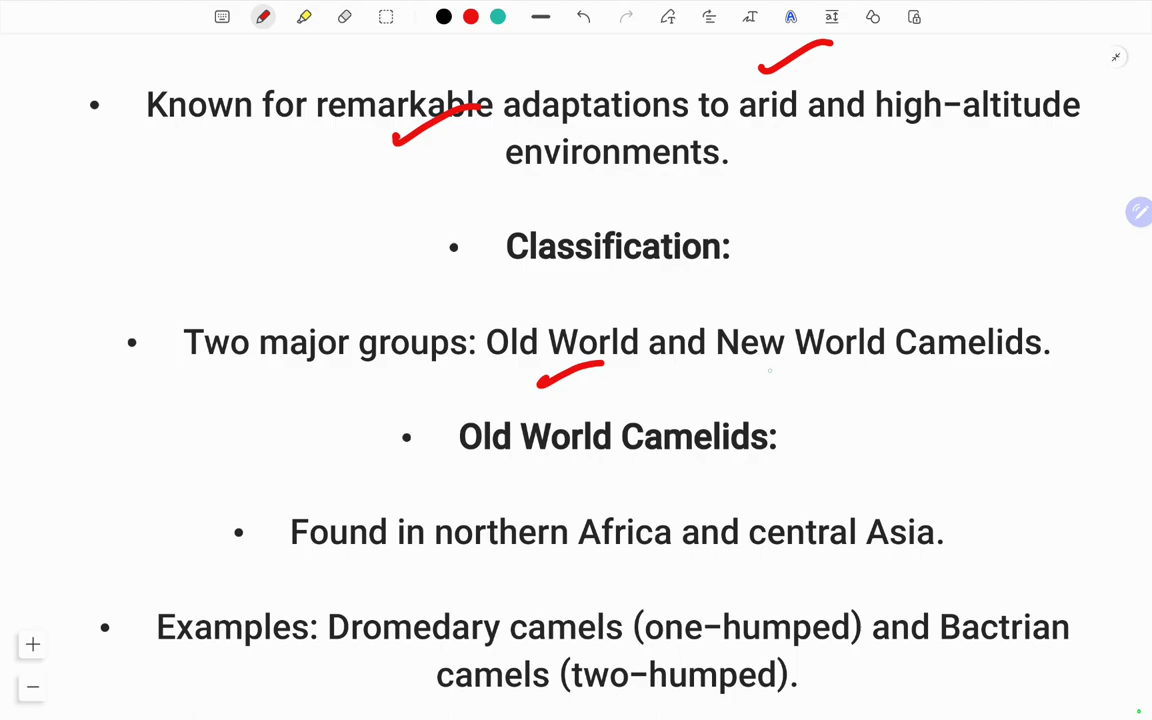 • Known for remarkable adaptations to arid and high-altitude
environments.
• Classification:
• Two major groups: Old World and New World Camelids.
• Old World Camelids:
• Found in northern Africa and central Asia.
• Examples: Dromedary camels (one-humped) and Bactrian
camels (two-humped).